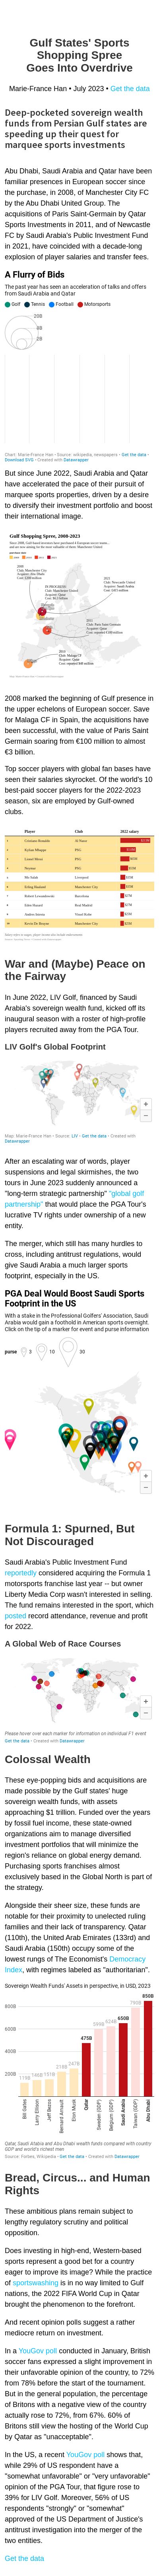 Gulf States' Sports
Shopping Spree
Goes Into Overdrive
Marie-France Han • July 2023 • Get the data
Deep-pocketed sovereign wealth
funds from Persian Gulf states are
speeding up their quest for
marquee sports investments
Abu Dhabi, Saudi Arabia and Qatar have been
familiar presences in European soccer since
the purchase, in 2008, of Manchester City FC
by the Abu Dhabi United Group. The
acquisitions of Paris Saint-Germain by Qatar
Sports Investments in 2011, and of Newcastle
FC by Saudi Arabia's Public Investment Fund
in 2021, have coincided with a decade-long
explosion of player salaries and transfer fees.
A Flurry of Bids
The past year has seen an acceleration of talks and offers
by Saudi Arabia and Qatar
Golf Tennis Football Motorsports
Chart: Marie-France Han • Source: wikipedia, newspapers • Get the data •
Download SVG • Created with Datawrapper
But since June 2022, Saudi Arabia and Qatar
have accelerated the pace of their pursuit of
marquee sports properties, driven by a desire
to diversify their investment portfolio and boost
their international image.
Gulf Shopping Spree, 2008-2023
2008 marked the beginning of Gulf presence in
the upper echelons of European soccer. Save
for Malaga CF in Spain, the acquisitions have
been successful, with the value of Paris Saint
Germain soaring from €100 million to over
€3 billion.
Top soccer players with global fan bases have
seen their salaries skyrocket. Of the world's 10
best-paid soccer players for the 2022-2023
season, six are employed by Gulf-owned
clubs.
Player Club 2022 salary
Cristiano Ronaldo Al Nassr
Kylian Mbappe PSG
Lionel Messi PSG
Neymar PSG
Mo Salah Liverpool
Erling Haaland Manchester City
Robert Lewandowski Barcelona
Eden Hazard Real Madrid
Andres Iniesta Vissel Kobe
Kevin De Bruyne Manchester City
War and (Maybe) Peace on
the Fairway
In June 2022, LIV Golf, financed by Saudi
Arabia's sovereign wealth fund, kicked off its
inaugural season with a roster of high-profile
players recruited away from the PGA Tour.
LIV Golf's Global Footprint
Map: Marie-France Han • Source: LIV • Get the data • Created with
Datawrapper
After an escalating war of words, player
suspensions and legal skirmishes, the two
tours in June 2023 suddenly announced a
"long-term strategic partnership" "global golf
partnership" that would place the PGA Tour's
lucrative TV rights under ownership of a new
entity.
The merger, which still has many hurdles to
cross, including antitrust regulations, would
give Saudi Arabia a much larger sports
footprint, especially in the US.
PGA Deal Would Boost Saudi Sports
Footprint in the US
With a stake in the Professional Golfers' Association, Saudi
Arabia would gain a foothold in American sports overnight.
Click on the tip of a marker for event and purse information
purse 3 10 30
Formula 1: Spurned, But
Not Discouraged
Saudi Arabia's Public Investment Fund
reportedly considered acquiring the Formula 1
motorsports franchise last year -- but owner
Liberty Media Corp wasn't interested in selling.
The fund remains interested in the sport, which
posted record attendance, revenue and profit
for 2022.
A Global Web of Race Courses
Please hover over each marker for information on individual F1 event
Get the data • Created with Datawrapper
Colossal Wealth
These eye-popping bids and acquisitions are
made possible by the Gulf states' huge
sovereign wealth funds, with assets
approaching $1 trillion. Funded over the years
by fossil fuel income, these state-owned
organizations aim to manage diversified
investment portfolios that will minimize the
region's reliance on global energy demand.
Purchasing sports franchises almost
exclusively based in the Global North is part of
the strategy.
Alongside their sheer size, these funds are
notable for their proximity to unelected ruling
families and their lack of transparency. Qatar
(110th), the United Arab Emirates (133rd) and
Saudi Arabia (150th) occupy some of the
lowest rungs of The Economist's Democracy
Index, with regimes labeled as "authoritarian".
Sovereign Wealth Funds' Assets in perspective, in USD, 2023
800B
600B
400B
200B
475B
650B
850B
Bill Gates
Larry Ellison
Jeff Bezos
Bernard Arnault
Elon Musk
Qatar
Sweden (GDP)
Belgium (GDP)
Saudi Arabia
Taiwan (GDP)
Abu Dhabi
Qatar, Saudi Arabia and Abu Dhabi wealth funds compared with country
GDP and world's richest men
Source: Forbes, Wikipedia • Get the data • Created with Datawrapper
Bread, Circus... and Human
Rights
These ambitious plans remain subject to
lengthy regulatory scrutiny and political
opposition.
Does investing in high-end, Western-based
sports represent a good bet for a country
eager to improve its image? While the practice
of sportswashing is in no way limited to Gulf
nations, the 2022 FIFA World Cup in Qatar
brought the phenomenon to the forefront.
And recent opinion polls suggest a rather
mediocre return on investment.
In a YouGov poll conducted in January, British
soccer fans expressed a slight improvement in
their unfavorable opinion of the country, to 72%
from 78% before the start of the tournament.
But in the general population, the percentage
of Britons with a negative view of the country
actually rose to 72%, from 67%. 60% of
Britons still view the hosting of the World Cup
by Qatar as "unacceptable".
In the US, a recent YouGov poll shows that,
while 29% of US respondents have a
"somewhat unfavorable" or "very unfavorable"
opinion of the PGA Tour, that figure rose to
39% for LIV Golf. Moreover, 56% of US
respondents "strongly" or "somewhat"
approved of the US Department of Justice's
antitrust investigation into the merger of the
two entities.
Get the data